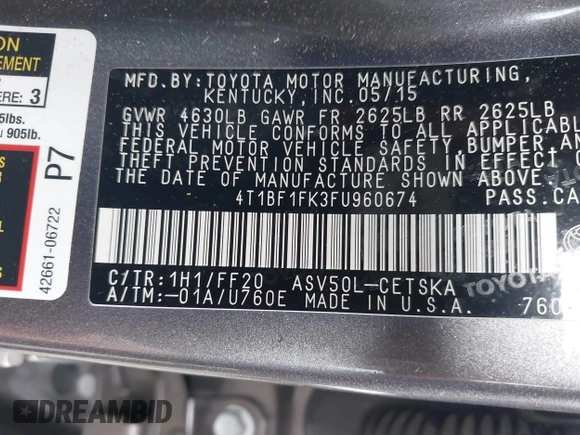 ON
EMENT
ERE: 3
5lbs.
905lb.
P7
42661-06722
MFD.BY:TOYOTA MOTOR MANUFACTURING,
KENTUCKY,INC.05/15
GVWR 4630LB GAWR FR 2625LB RR 2625LB
THIS VEHICLE CONFORMS TO ALL APPLICABL
FEDERAL MOTOR VEHICLE SAFETY,BUMPER,AN
THEFT PREVENTION STANDARDS IN EFFECT
THE DATE OF MANUFACTURE SHOWN ABOVE.
4T1BF1FK3FU960674 PASS.CA
C/TR:1H1/FF20 ASV50L-CETSKA
A/TM:-01A/U760E MADE IN U.S.A. 760
TOYOTA
DREAMBID